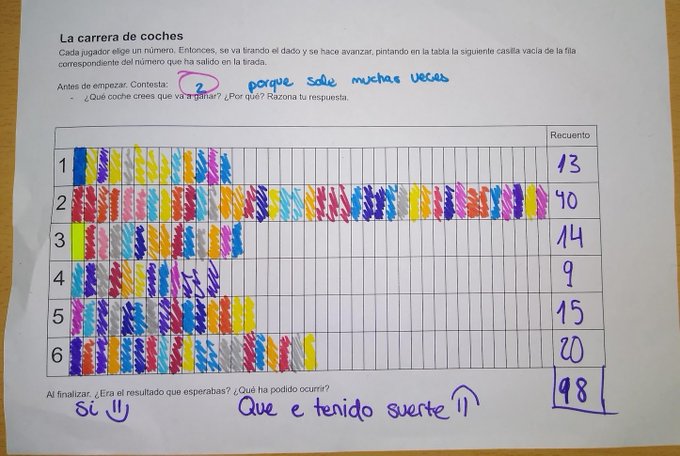 La carrera de coches
Cada jugador elige un número. Entonces, se va tirando el dado y se hace avanzar, pintando en la tabla la siguiente casilla vacía de la fila
correspondiente del número que ha salido en la tirada.
Antes de empezar. Contesta: 2 porque sale muchas veces
- ¿Qué coche crees que va a ganar? ¿Por qué? Razona tu respuesta.
Recuento
1 13
2 40
3 14
4 9
5 15
6 20
98
Al finalizar. ¿Era el resultado que esperabas? ¿Qué ha podido ocurrir?
Si Que e tenido suerte